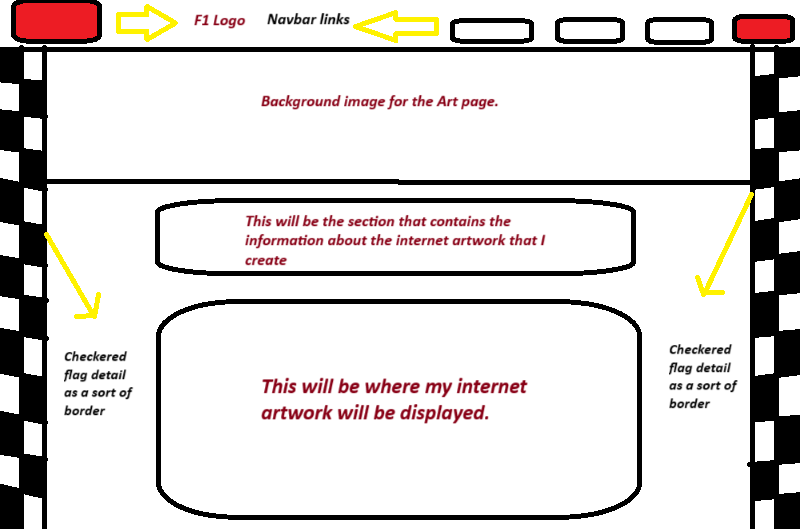 F1 Logo
Navbar links
Background image for the Art page.
This will be the section that contains the
information about the internet artwork that I
create
Checkered
flag detail
as a sort of
border
This will be where my internet
artwork will be displayed.
Checkered
flag detail
as a sort of
border